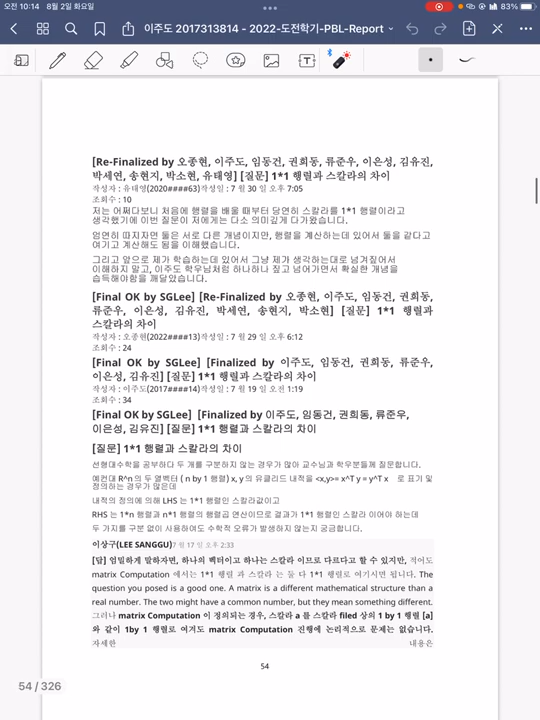 오전 10:14 8월 2일 화요일
83%
이주도 2017313814 - 2022-도전학기-PBL-Report
T
[Re-Finalized by 오종현, 이주도, 임동건, 권희동, 류준우, 이은성, 김유진,
박세연, 송현지, 박소현, 유태영] [질문] 1*1 행렬과 스칼라의 차이
작성자 : 유태영(2020####63)작성일 : 7 월 30 일 오후 7:05
조회수 : 10
저는 어쩌다보니 처음에 행렬을 배울 때부터 당연히 스칼라를 1*1 행렬이라고
생각했기에 이번 질문이 저에게는 다소 의미깊게 다가왔습니다.
엄연히 따지자면 둘은 서로 다른 개념이지만, 행렬을 계산하는데 있어서 둘을 같다고
여기고 계산해도 됨을 이해했습니다.
그리고 앞으로 제가 학습하는데 있어서 그냥 제가 생각하는대로 넘겨짚어서
이해하지 말고, 이주도 학우님처럼 하나하나 짚고 넘어가면서 확실한 개념을
습득해야함을 깨달았습니다.
[Final OK by SGLee] [Re-Finalized by 오종현, 이주도, 임동건, 권희동,
류준우, 이은성, 김유진, 박세연, 송현지, 박소현] [질문] 1*1 행렬과
스칼라의 차이
작성자 : 오종현(2022####13)작성일 : 7 월 29 일 오후 6:12
조회수 : 24
[Final OK by SGLee] [Finalized by 이주도, 임동건, 권희동, 류준우,
이은성, 김유진] [질문] 1*1 행렬과 스칼라의 차이
작성자 : 이주도(2017####14)작성일 : 7 월 19 일 오전 1:19
조회수 : 34
[Final OK by SGLee] [Finalized by 이주도, 임동건, 권희동, 류준우,
이은성, 김유진] [질문] 1*1 행렬과 스칼라의 차이
[질문] 1*1 행렬과 스칼라의 차이
선형대수학을 공부하다 두 개를 구분하지 않는 경우가 많아 교수님과 학우분들께 질문합니다.
예컨대 R^n의 두 열벡터 ( n by 1 행렬) x, y의 유클리드 내적을 <x,y>= x^T y = y^T x 로 표기 및
정의하는 경우가 많은데
내적의 정의에 의해 LHS 는 1*1 행렬인 스칼라값이고
RHS 는 1*n 행렬과 n*1 행렬의 행렬곱 연산이므로 결과가 1*1 행렬인 스칼라 이어야 하는데
두 가지를 구분 없이 사용하여도 수학적 오류가 발생하지 않는지 궁금합니다.
이상구(LEE SANGGU)7 월 17 일 오후 2:33
[답] 엄밀하게 말하자면, 하나의 벡터이고 하나는 스칼라 이므로 다르다고 할 수 있지만, 적어도
matrix Computation 에서는 1*1 행렬 과 스칼라 는 둘 다 1*1 행렬로 여기시면 됩니다. The
question you posed is a good one. A matrix is a different mathematical structure than a
real number. The two might have a common number, but they mean something different.
그러나 matrix Computation 이 정의되는 경우, 스칼라 a 를 스칼라 filed 상의 1 by 1 행렬 [a]
와 같이 1by 1 행렬로 여겨도 matrix Computation 진행에 논리적으로 문제는 없습니다.
자세한 내용은
54
54 / 326